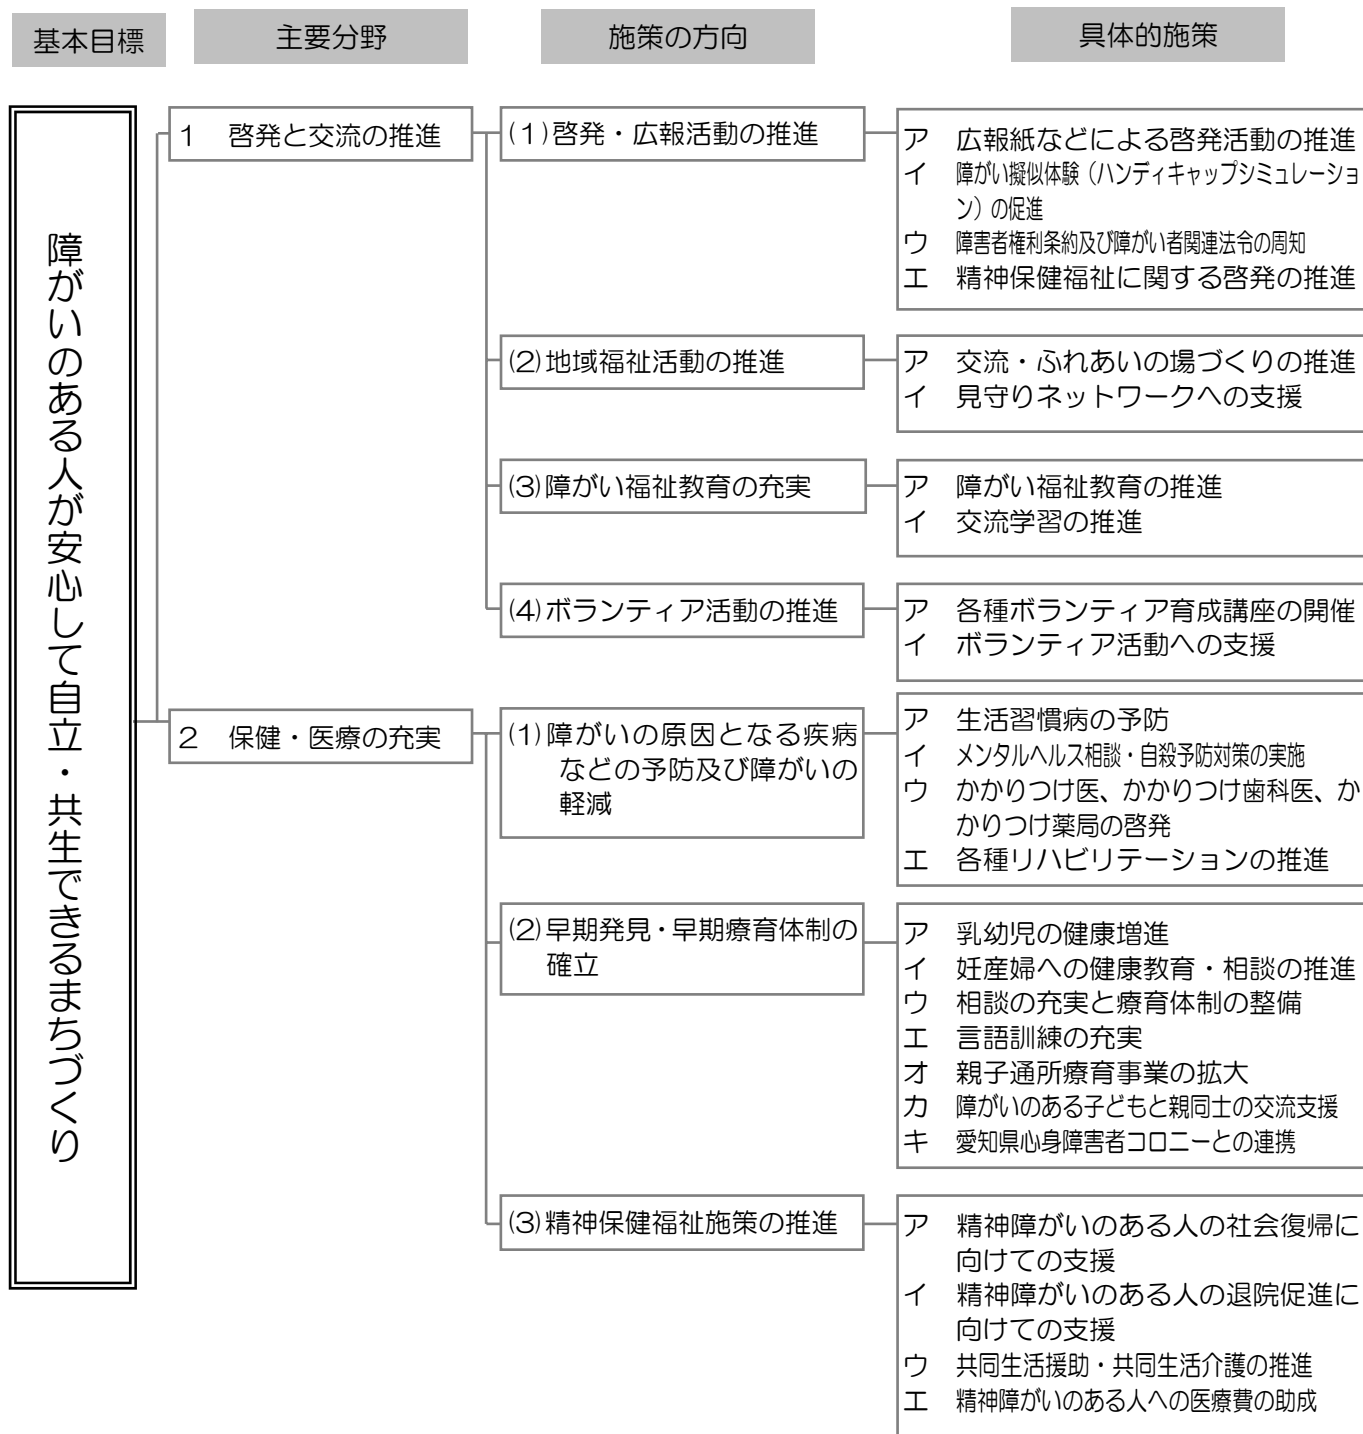 基本目標
主要分野
施策の方向
具体的施策
障がいのある人が安心して自立・共生できるまちづくり
1 啓発と交流の推進
(1)啓発・広報活動の推進
ア 広報紙などによる啓発活動の推進
イ 障がい擬似体験（ハンディキャップシミュレーショ
ン）の促進
ウ 障害者権利条約及び障がい者関連法令の周知
エ 精神保健福祉に関する啓発の推進
(2)地域福祉活動の推進
ア 交流・ふれあいの場づくりの推進
イ 見守りネットワークへの支援
(3)障がい福祉教育の充実
ア 障がい福祉教育の推進
イ 交流学習の推進
(4)ボランティア活動の推進
ア 各種ボランティア育成講座の開催
イ ボランティア活動への支援
2 保健・医療の充実
(1)障がいの原因となる疾病
などの予防及び障がいの
軽減
ア 生活習慣病の予防
イ メンタルヘルス相談・自殺予防対策の実施
ウ かかりつけ医、かかりつけ歯科医、か
かりつけ薬局の啓発
エ 各種リハビリテーションの推進
(2)早期発見・早期療育体制の
確立
ア 乳幼児の健康増進
イ 妊産婦への健康教育・相談の推進
ウ 相談の充実と療育体制の整備
エ 言語訓練の充実
オ 親子通所療育事業の拡大
カ 障がいのある子どもと親同士の交流支援
キ 愛知県心身障害者コロニーとの連携
(3)精神保健福祉施策の推進
ア 精神障がいのある人の社会復帰に
向けての支援
イ 精神障がいのある人の退院促進に
向けての支援
ウ 共同生活援助・共同生活介護の推進
エ 精神障がいのある人への医療費の助成